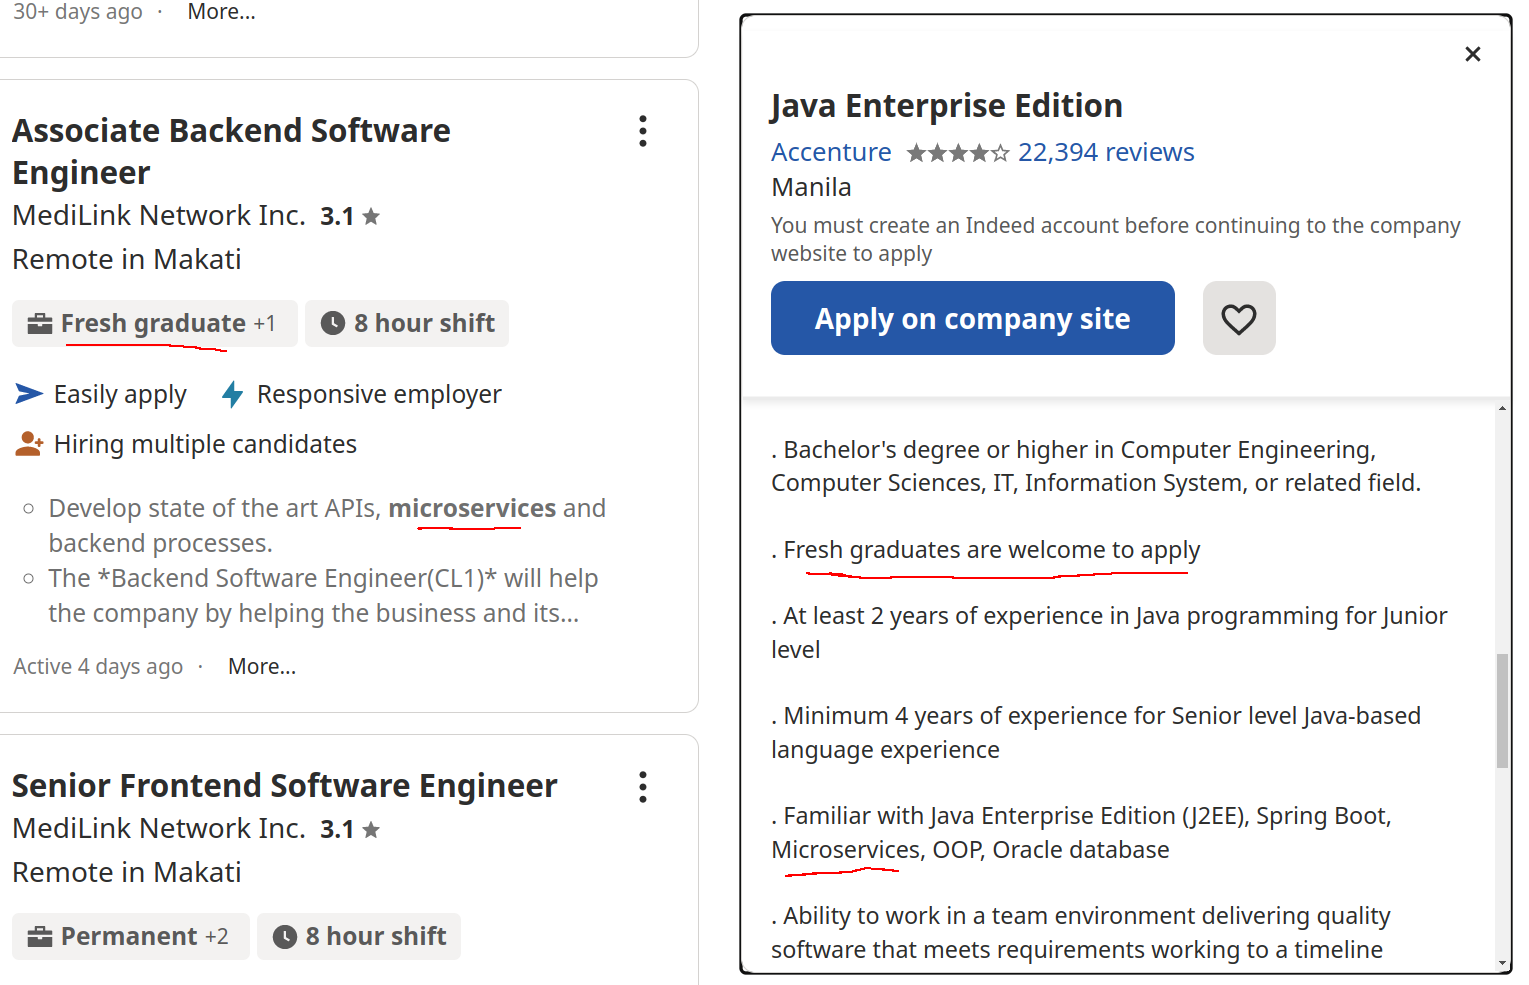 30+ days ago · More...
Associate Backend Software
Engineer
MediLink Network Inc. 3.1
Remote in Makati
Fresh graduate +1 8 hour shift
Easily apply Responsive employer
Hiring multiple candidates
Develop state of the art APIs, microservices and
backend processes.
The *Backend Software Engineer(CL1)* will help
the company by helping the business and its...
Active 4 days ago · More...
Senior Frontend Software Engineer
MediLink Network Inc. 3.1
Remote in Makati
Permanent +2 8 hour shift
Java Enterprise Edition
Accenture 22,394 reviews
Manila
You must create an Indeed account before continuing to the company
website to apply
Apply on company site
. Bachelor's degree or higher in Computer Engineering,
Computer Sciences, IT, Information System, or related field.
. Fresh graduates are welcome to apply
. At least 2 years of experience in Java programming for Junior
level
. Minimum 4 years of experience for Senior level Java-based
language experience
. Familiar with Java Enterprise Edition (J2EE), Spring Boot,
Microservices, OOP, Oracle database
. Ability to work in a team environment delivering quality
software that meets requirements working to a timeline